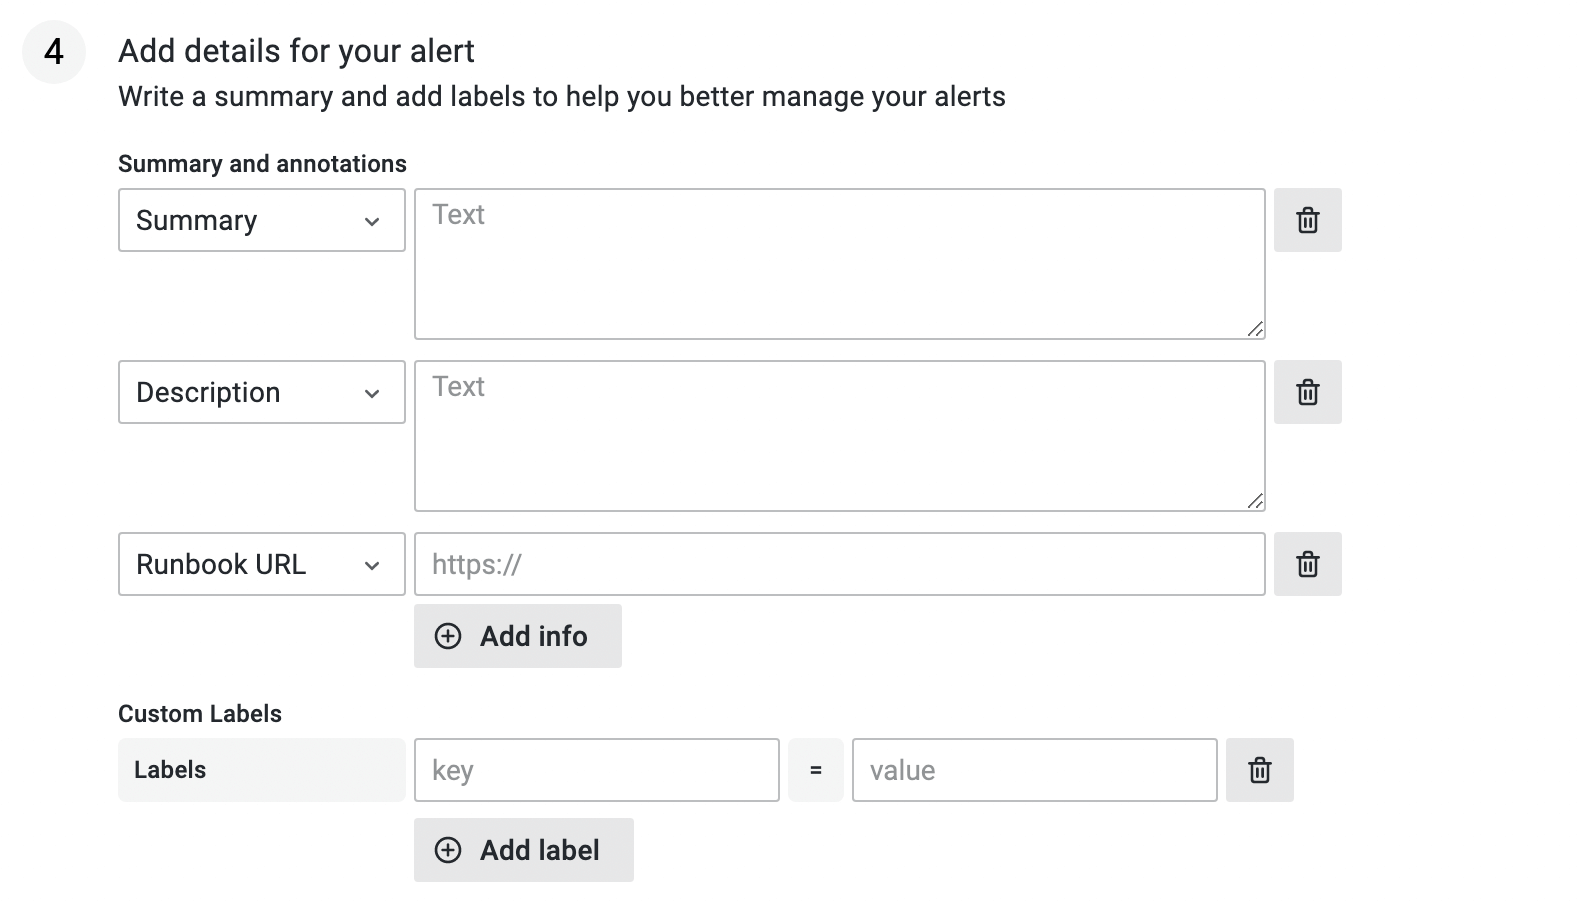 4
Add details for your alert
Write a summary and add labels to help you better manage your alerts
Summary and annotations
Summary
Text
Description
Text
Runbook URL
https://
Add info
Custom Labels
Labels
key
=
value
Add label